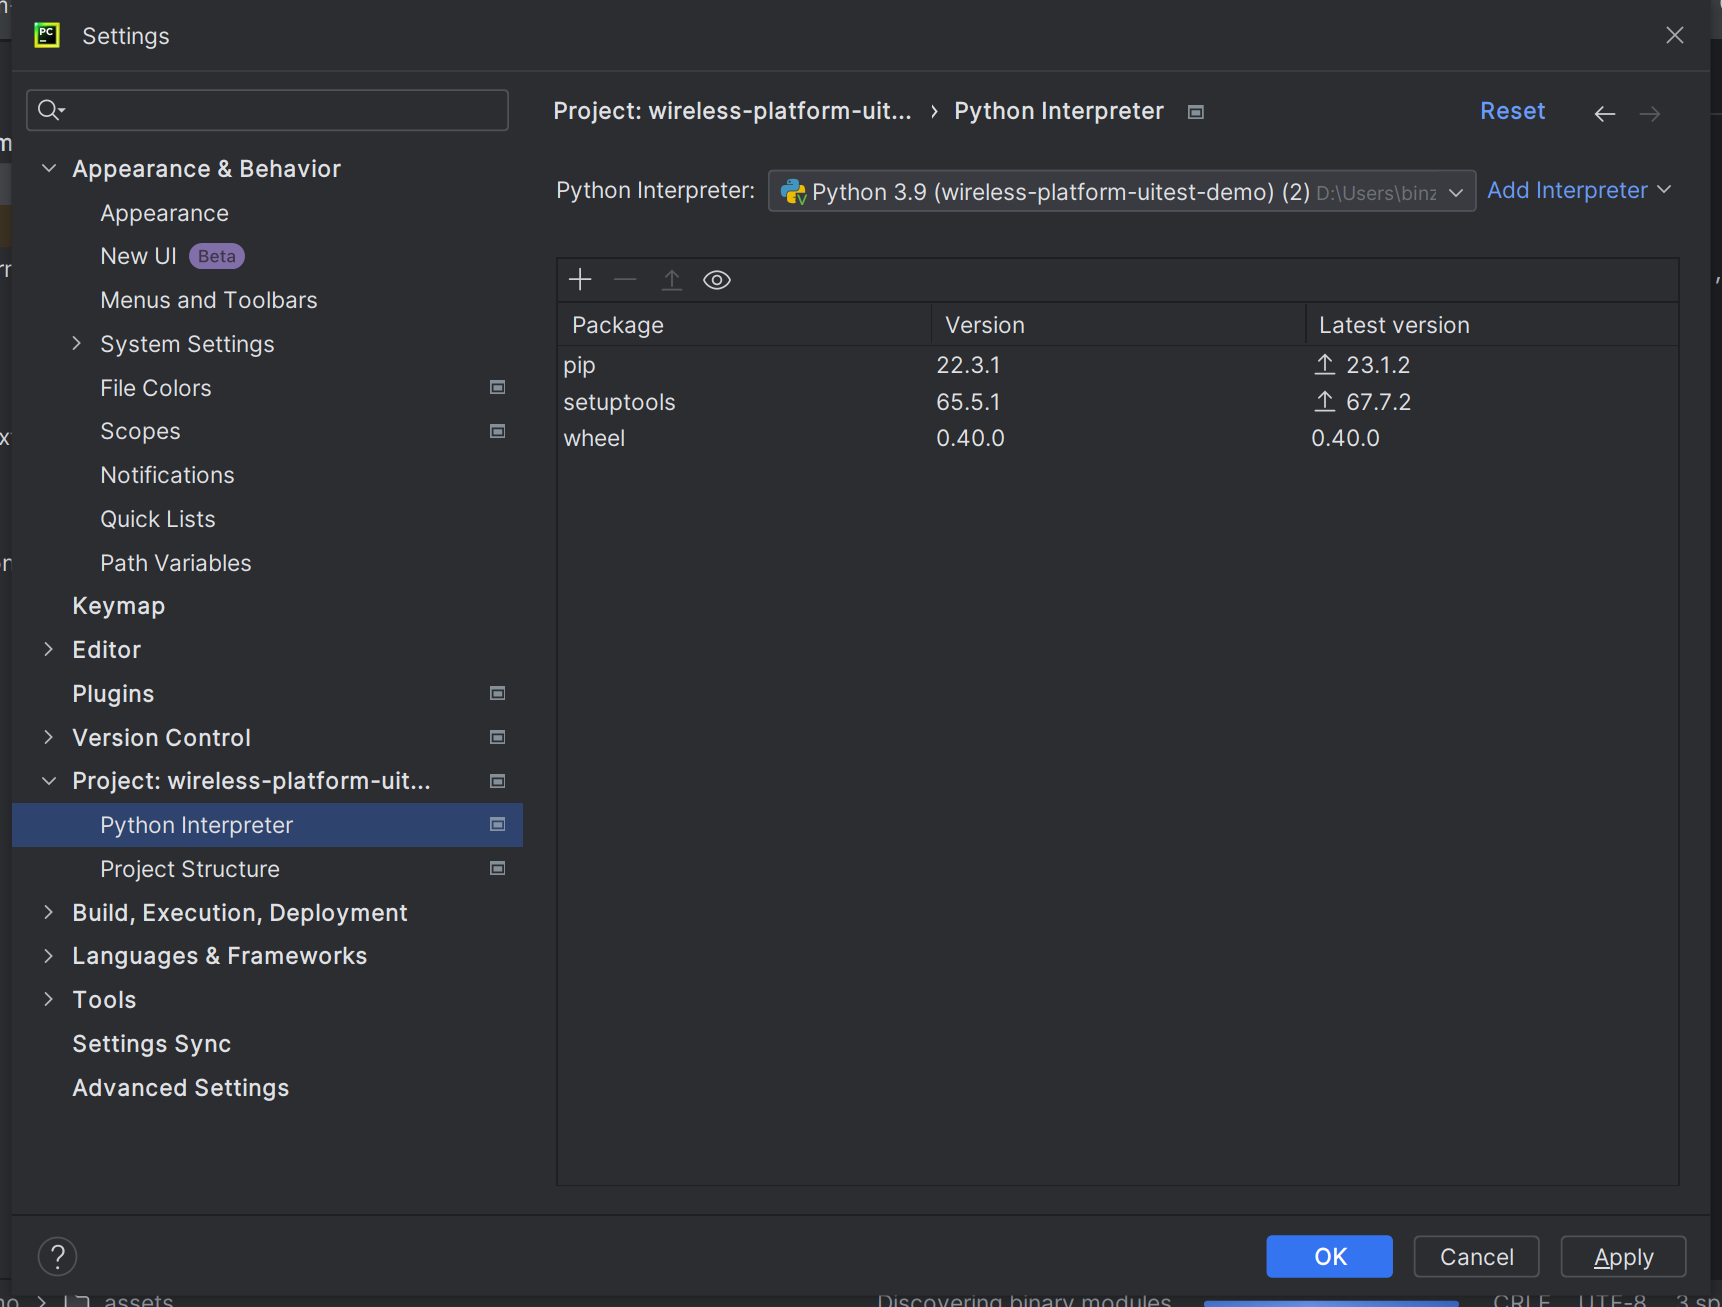 Settings
Project: wireless-platform-uit... › Python Interpreter
Reset
Appearance & Behavior
Appearance
New UI Beta
Menus and Toolbars
System Settings
File Colors
Scopes
Notifications
Quick Lists
Path Variables
Keymap
Editor
Plugins
Version Control
Project: wireless-platform-uit...
Python Interpreter
Project Structure
Build, Execution, Deployment
Languages & Frameworks
Tools
Settings Sync
Advanced Settings
Python Interpreter: Python 3.9 (wireless-platform-uitest-demo) (2) D:\Users\binz Add Interpreter
Package Version Latest version
pip 22.3.1 23.1.2
setuptools 65.5.1 67.7.2
wheel 0.40.0 0.40.0
? OK Cancel Apply
assets Discovering binary modules CRLF UTF-8 3 sp